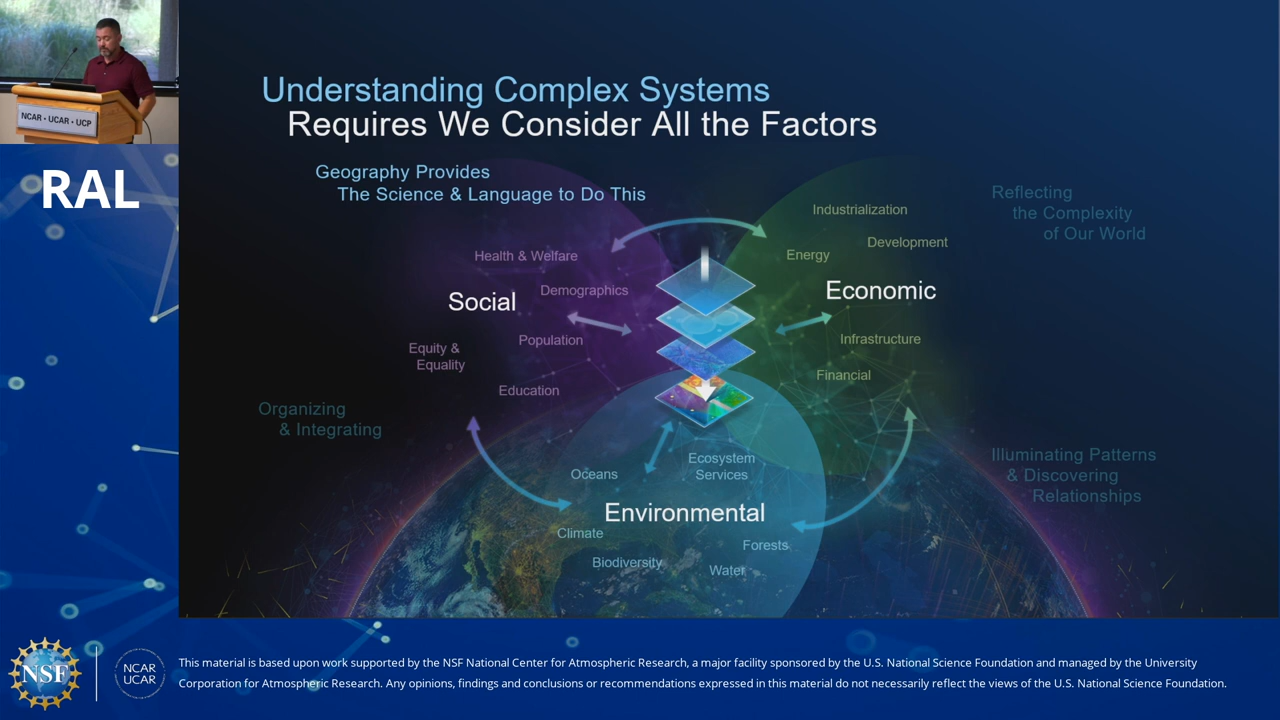 NCAR • UCAR • UCP
RAL
Understanding Complex Systems
Requires We Consider All the Factors
Geography Provides
The Science & Language to Do This
Reflecting
the Complexity
of Our World
Industrialization
Development
Energy
Economic
Infrastructure
Financial
Health & Welfare
Demographics
Social
Population
Equity &
Equality
Education
Organizing
& Integrating
Illuminating Patterns
& Discovering
Relationships
Oceans
Ecosystem
Services
Environmental
Climate
Forests
Biodiversity
Water
NSF
NCAR
UCAR
This material is based upon work supported by the NSF National Center for Atmospheric Research, a major facility sponsored by the U.S. National Science Foundation and managed by the University
Corporation for Atmospheric Research. Any opinions, findings and conclusions or recommendations expressed in this material do not necessarily reflect the views of the U.S. National Science Foundation.